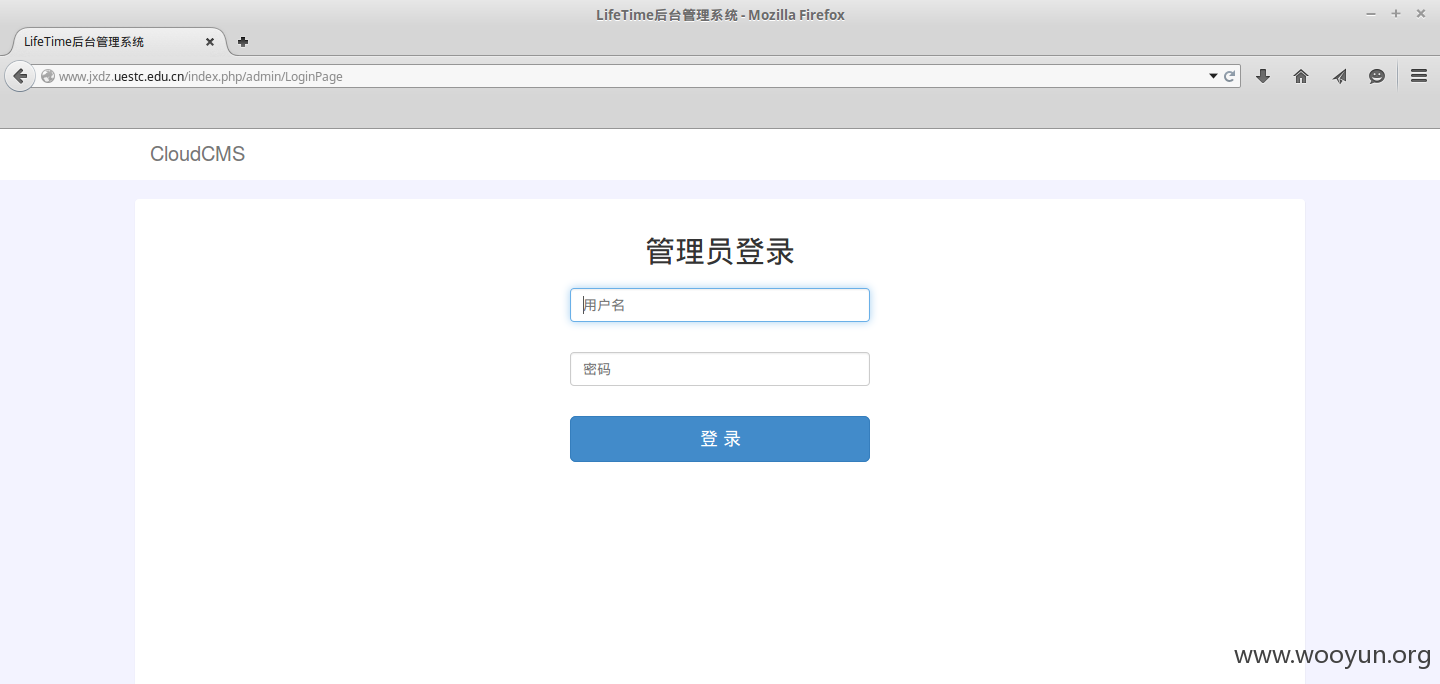 LifeTime后台管理系统 - Mozilla Firefox
LifeTime后台管理系统
www.jxdz.uestc.edu.cn/index.php/admin/LoginPage
CloudCMS
管理员登录
用户名
密码
登 录
www.wooyun.org